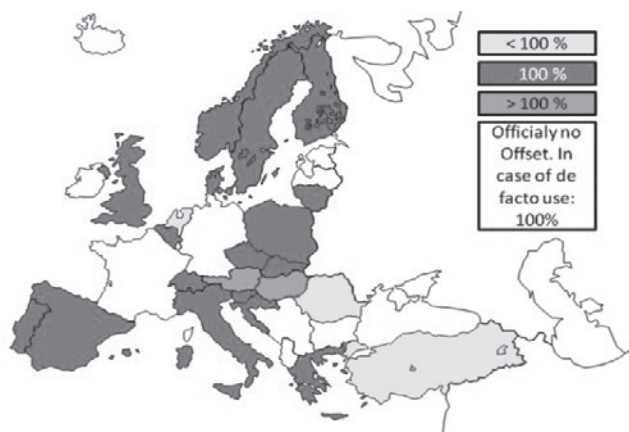 < 100 %
100 %
> 100 %
Officialy no
Offset. In
case of de
facto use:
100%